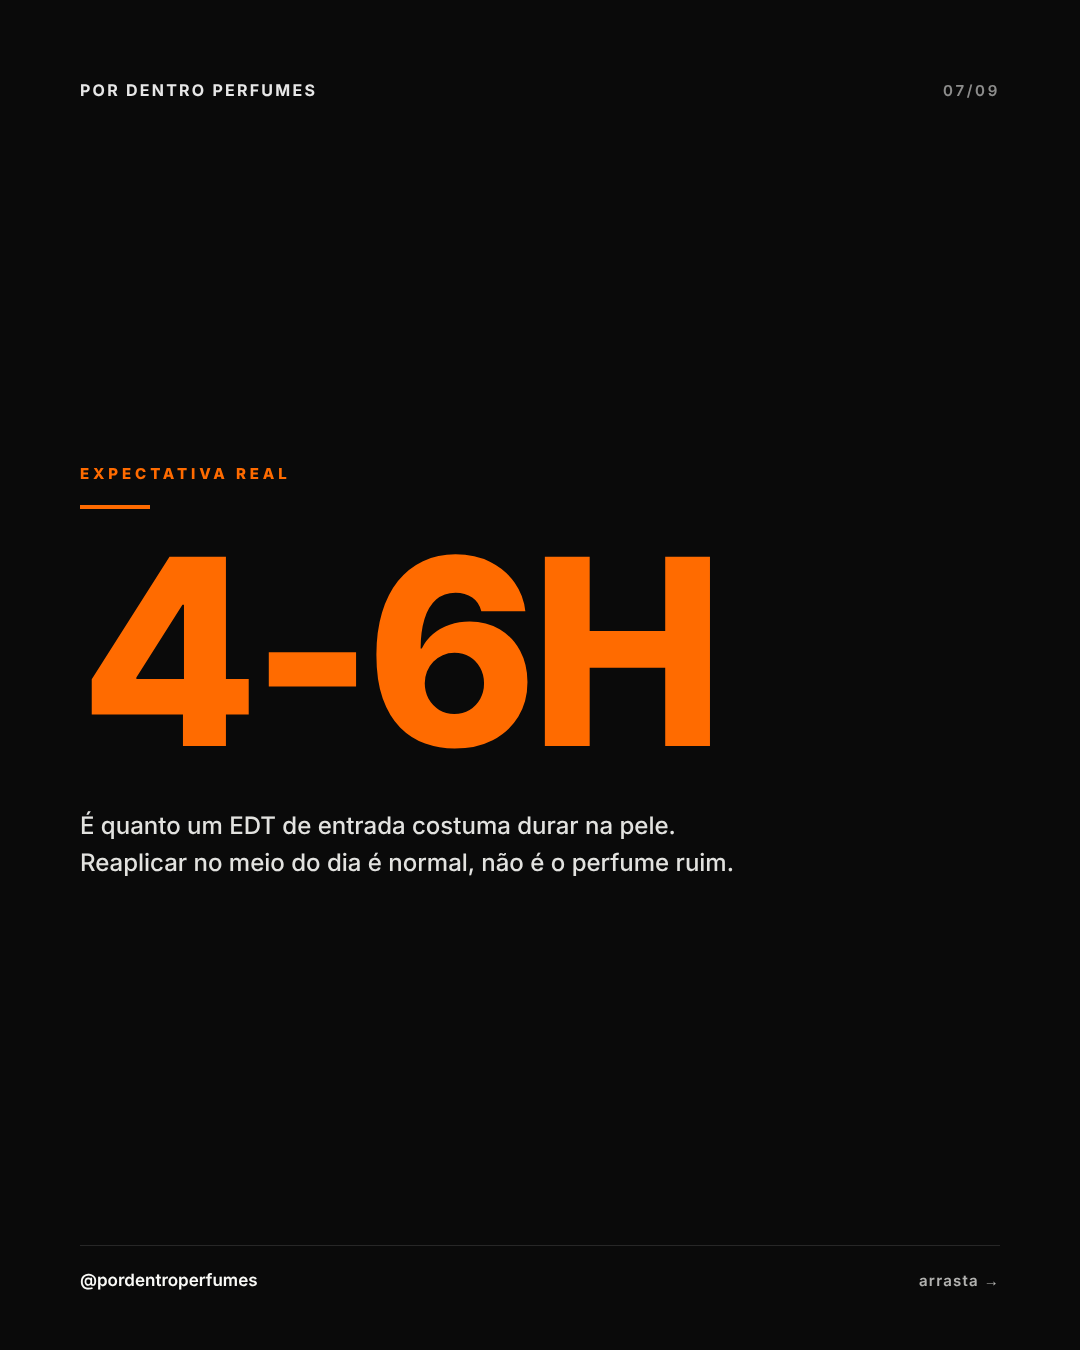 POR DENTRO PERFUMES
07/09
EXPECTATIVA REAL
4-6H
É quanto um EDT de entrada costuma durar na pele.
Reaplicar no meio do dia é normal, não é o perfume ruim.
@pordentroperfumes
arrasta →